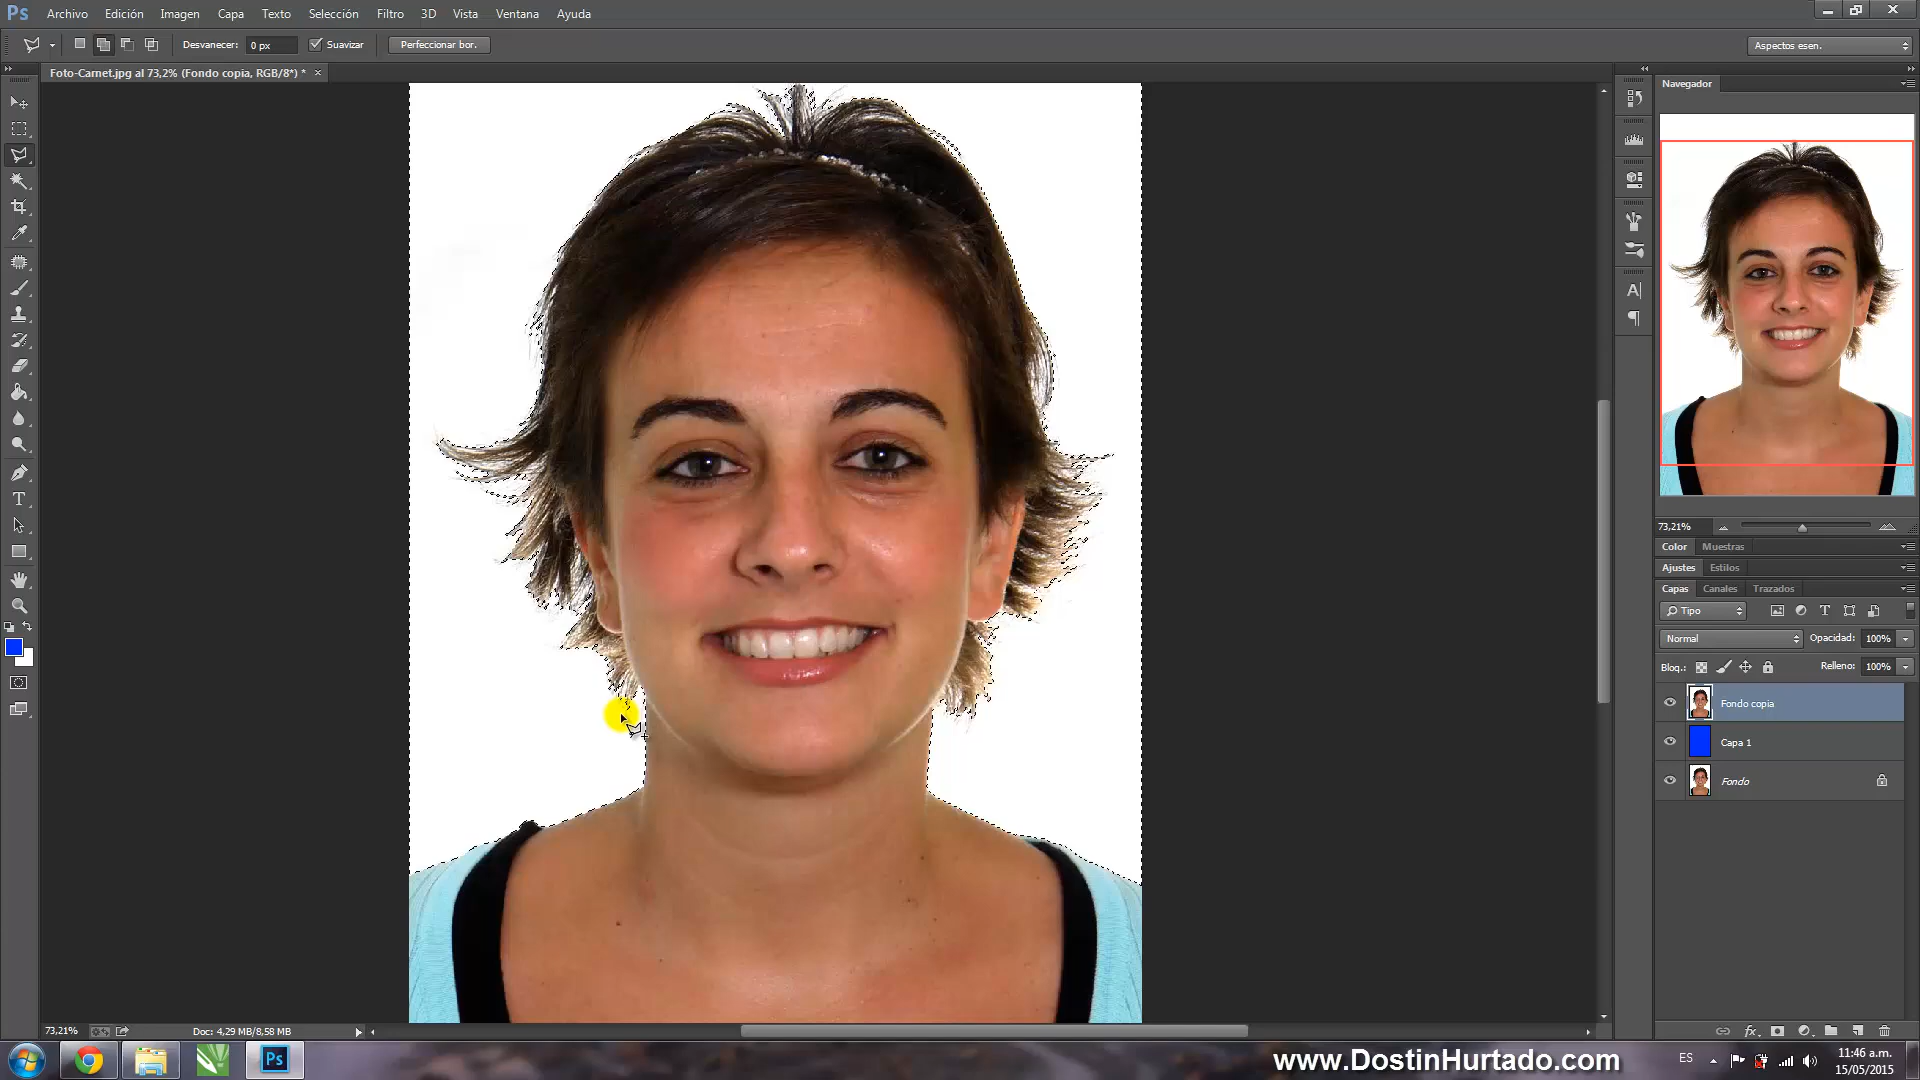 Ps Archivo Edición Imagen Capa Texto Selección Filtro 3D Vista Ventana Ayuda
Desvanecer: 0 px Suavizar Perfeccionar bor. Aspectos esen.
Foto-Carnet.jpg al 73,2% (Fondo copia, RGB/8*) * ×
Navegador
73,21%
Color Muestras
Ajustes Estilos
Capas Canales Trazados
Tipo
Normal Opacidad: 100%
Bloq.: Relleno: 100%
Fondo copia
Capa 1
Fondo
73,21% Doc: 4,29 MB/8,58 MB
Ps www.DostinHurtado.com ES 11:46 a.m.
15/05/2015